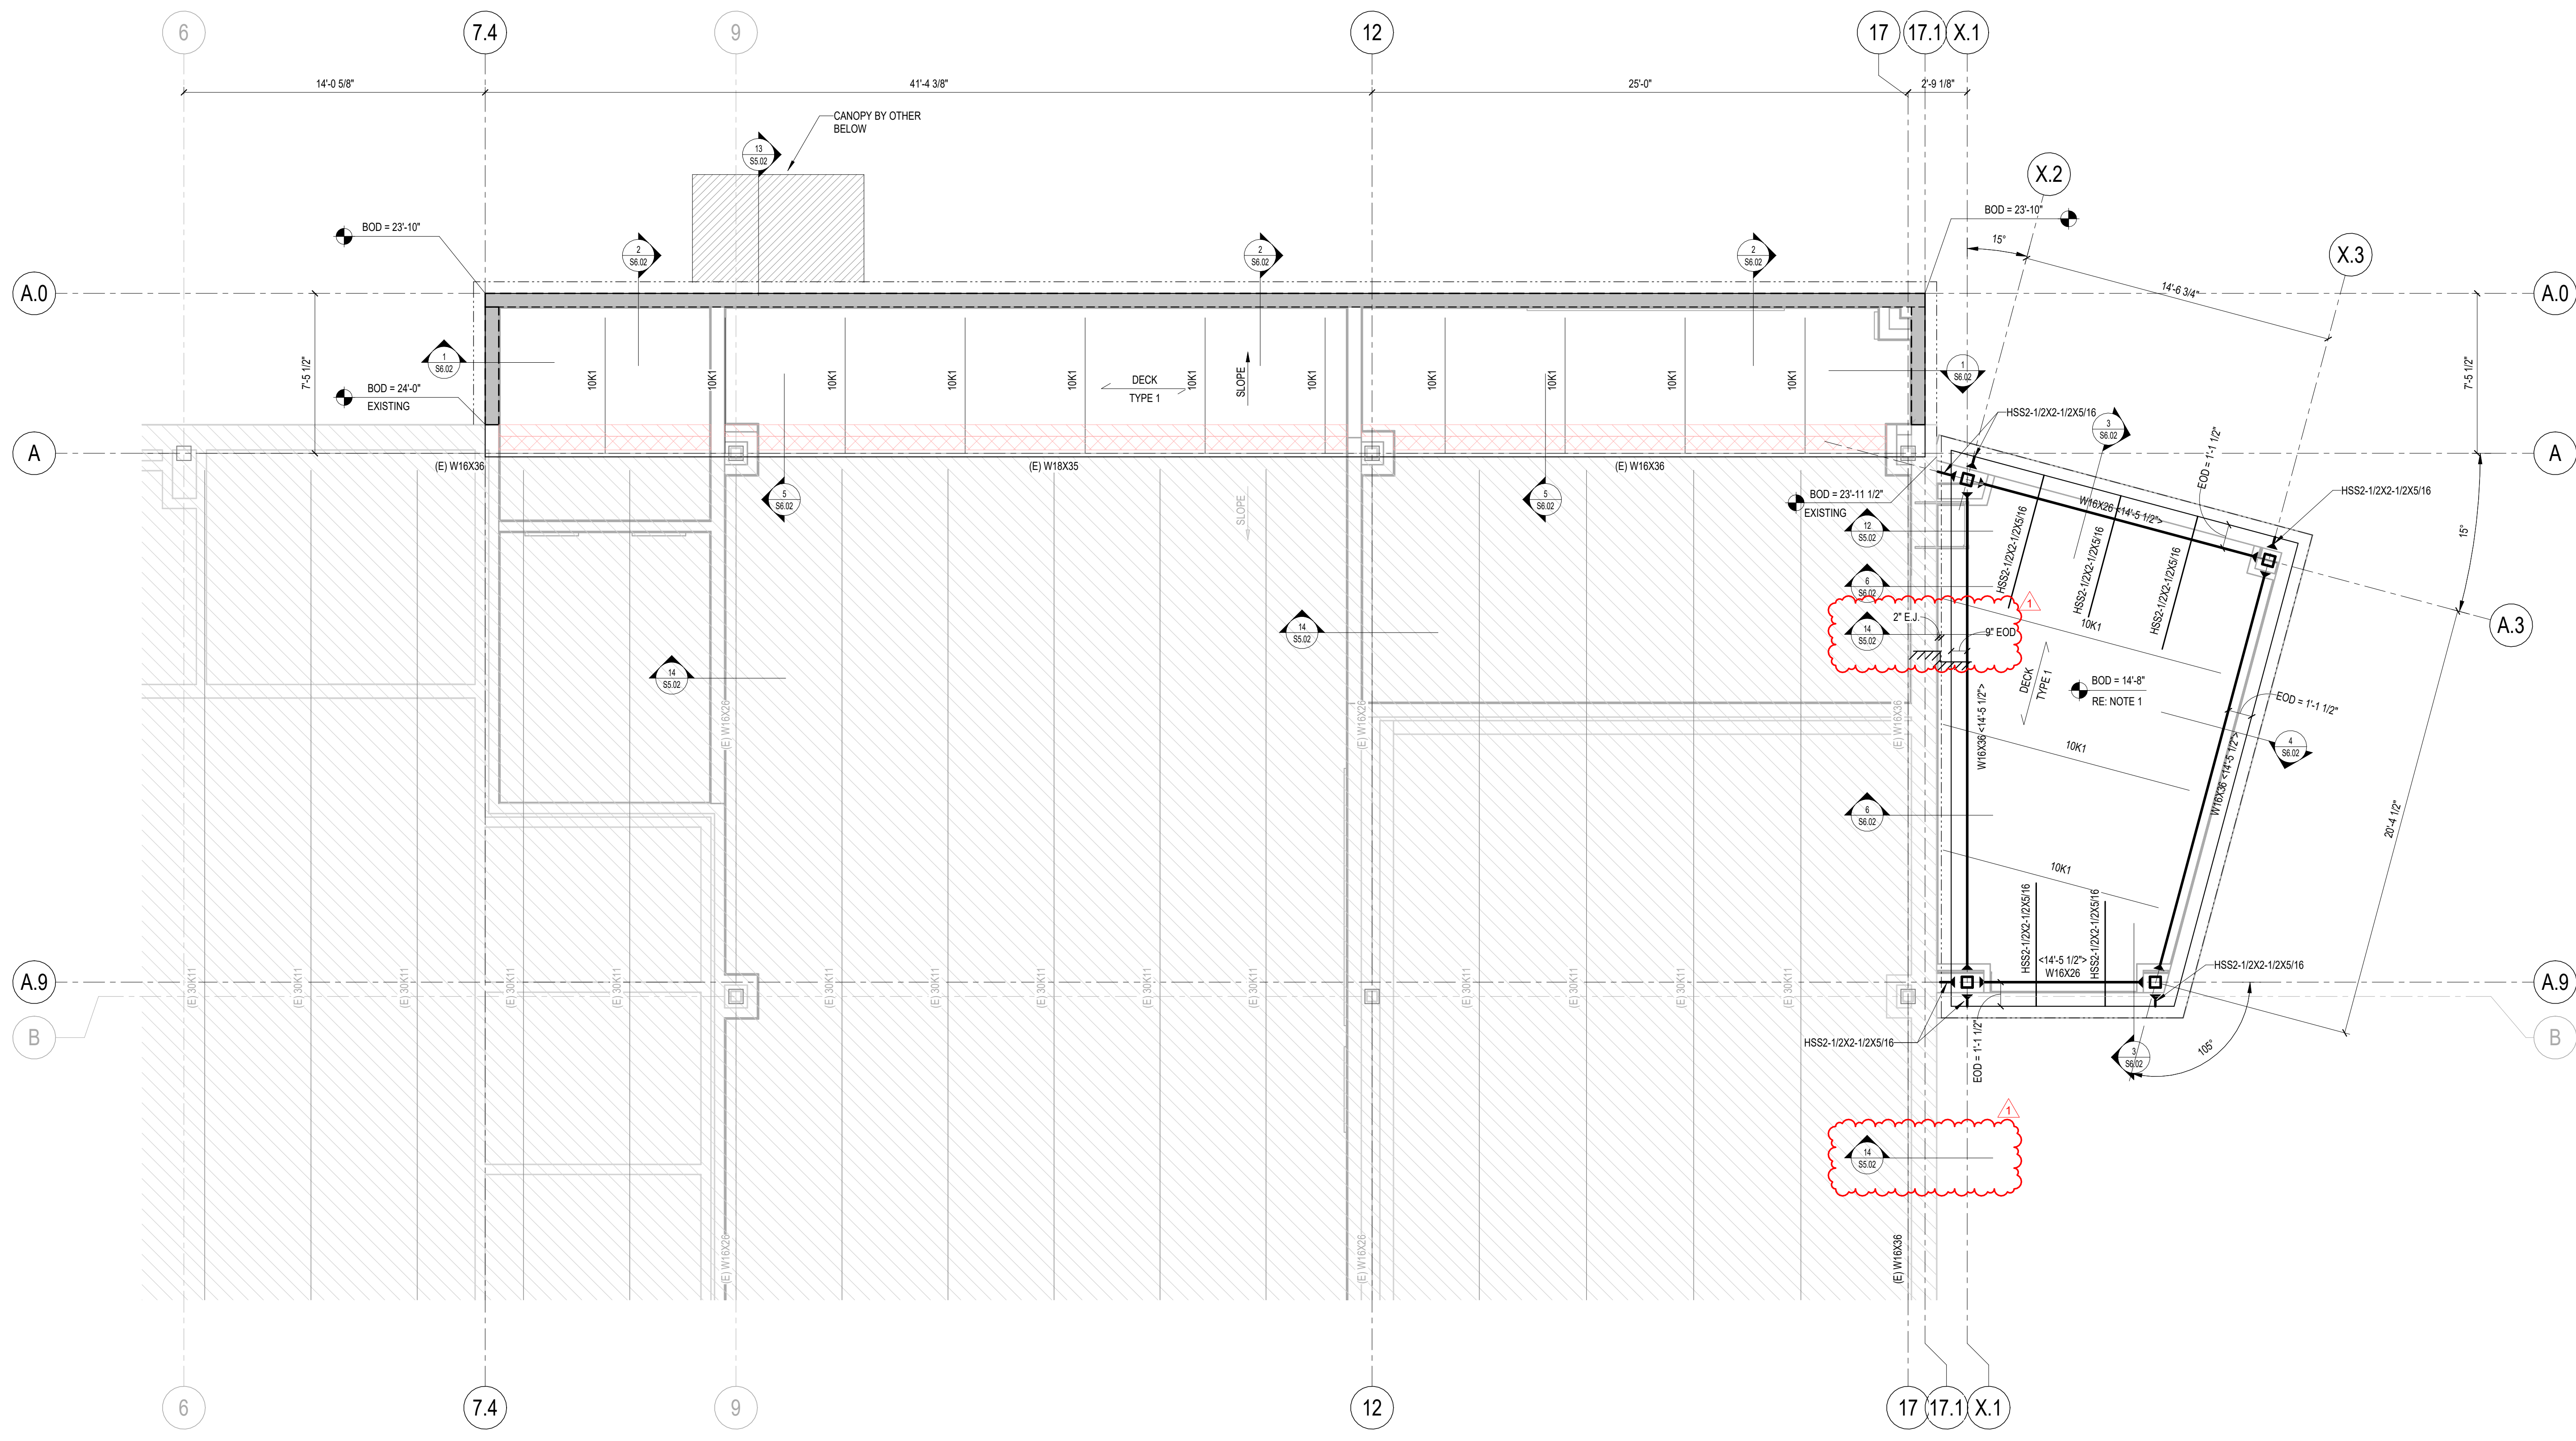 6
7.4
9
12
17
17.1
X.1
14'-0 5/8"
41'-4 3/8"
25'-0"
2'-9 1/8"
CANOPY BY OTHER
BELOW
13
S5.02
X.2
X.3
BOD = 23'-10"
BOD = 23'-10"
15°
14'-6 3/4"
2
S6.02
2
S6.02
2
S6.02
A.0
A.0
7'-5 1/2"
7'-5 1/2"
1
S6.02
1
S6.02
BOD = 24'-0"
EXISTING
10K1
10K1
10K1
10K1
10K1
10K1
10K1
10K1
10K1
10K1
10K1
DECK
TYPE 1
SLOPE
HSS2-1/2X2-1/2X5/16
3
S6.02
A
A
(E) W16X36
(E) W18X35
(E) W16X36
5
S6.02
5
S6.02
SLOPE
BOD = 23'-11 1/2"
EXISTING
EOD = 1'-1 1/2"
HSS2-1/2X2-1/2X5/16
W16X26 <14'-5 1/2">
12
S5.02
15°
HSS2-1/2X2-1/2X5/16
HSS2-1/2X2-1/2X5/16
HSS2-1/2X2-1/2X5/16
6
S6.02
1
2" E.J.
14
S5.02
9" EOD
10K1
A.3
14
S5.02
14
S5.02
DECK
TYPE 1
BOD = 14'-8"
RE: NOTE 1
EOD = 1'-1 1/2"
(E) W16X26
(E) W16X26
(E) W16X36
W16X36 <14'-5 1/2">
10K1
4
S6.02
W16X36 <14'-5 1/2">
6
S6.02
20'-4 1/2"
10K1
HSS2-1/2X2-1/2X5/16
HSS2-1/2X2-1/2X5/16
<14'-5 1/2">
W16X26
HSS2-1/2X2-1/2X5/16
A.9
A.9
(E) 30K11
(E) 30K11
(E) 30K11
(E) 30K11
(E) 30K11
(E) 30K11
(E) 30K11
(E) 30K11
(E) 30K11
(E) 30K11
(E) 30K11
(E) 30K11
(E) 30K11
(E) 30K11
B
B
HSS2-1/2X2-1/2X5/16
EOD = 1'-1 1/2"
3
S6.02
105°
1
14
S5.02
(E) W16X26
(E) W16X26
(E) W16X36
6
7.4
9
12
17
17.1
X.1